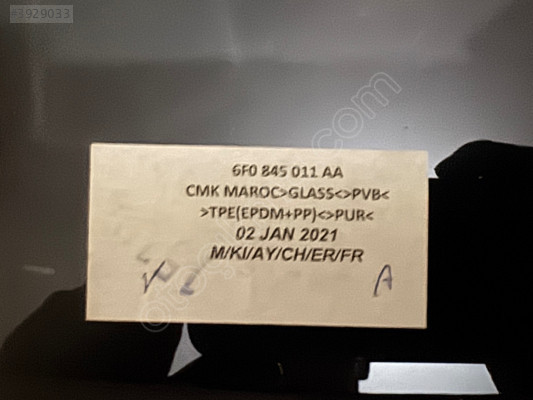 #3929033
6F0 845 011 AA
CMK MAROC>GLASS<>PVB<
>TPE(EPDM+PP)<>PUR<
02 JAN 2021
M/KI/AY/CH/ER/FR
A